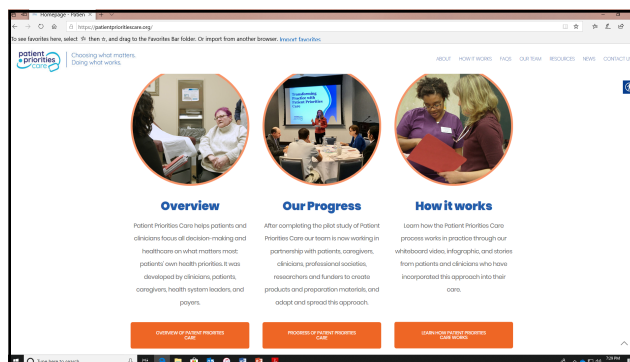 Homepage - Patien
https://patientprioritiescare.org/
To see favorites here, select then, and drag to the Favorites Bar folder. Or import from another browser. Import favorites
patient
priorities
care
Choosing what matters.
Doing what works.
ABOUT HOW IT WORKS FAQS OUR TEAM RESOURCES NEWS CONTACT U
Transforming
Practice with
Patient Priorities
Care
Overview
Patient Priorities Care helps patients and
clinicians focus all decision-making and
healthcare on what matters most:
patients' own health priorities. It was
developed by clinicians, patients,
caregivers, health system leaders, and
payers.
OVERVIEW OF PATIENT PRIORITIES
CARE
Our Progress
After completing the pilot study of Patient
Priorities Care our team is now working in
partnership with patients, caregivers,
clinicians, professional societies,
researchers and funders to create
products and preparation materials, and
adapt and spread this approach.
PROGRESS OF PATIENT PRIORITIES
CARE
How it works
Learn how the Patient Priorities Care
process works in practice through our
whiteboard video, infographic, and stories
from patients and clinicians who have
incorporated this approach into their
care.
LEARN HOW PATIENT PRIORITIES
CARE WORKS
Type here to search
7:29 PM